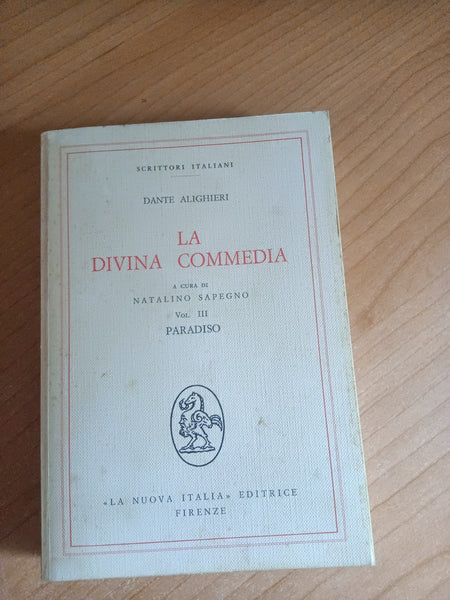 SCRITTORI ITALIANI
DANTE ALIGHIERI
LA
DIVINA COMMEDIA
A CURA DI
NATALINO SAPEGNO
VOL. III
PARADISO
«LA NUOVA ITALIA» EDITRICE
FIRENZE